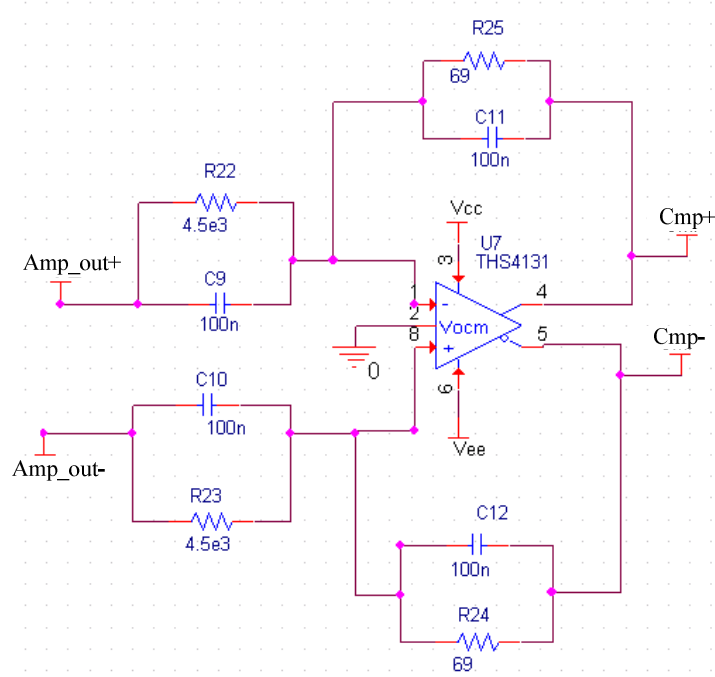 R25
69
C11
100n
R22
4.5e3
Amp_out+
C9
100n
Vcc
3
U7
THS4131
Cmp+
1
-
4
2
Vocm
5
8
+
0
6
Vee
Cmp-
C10
100n
Amp_out-
R23
4.5e3
C12
100n
R24
69